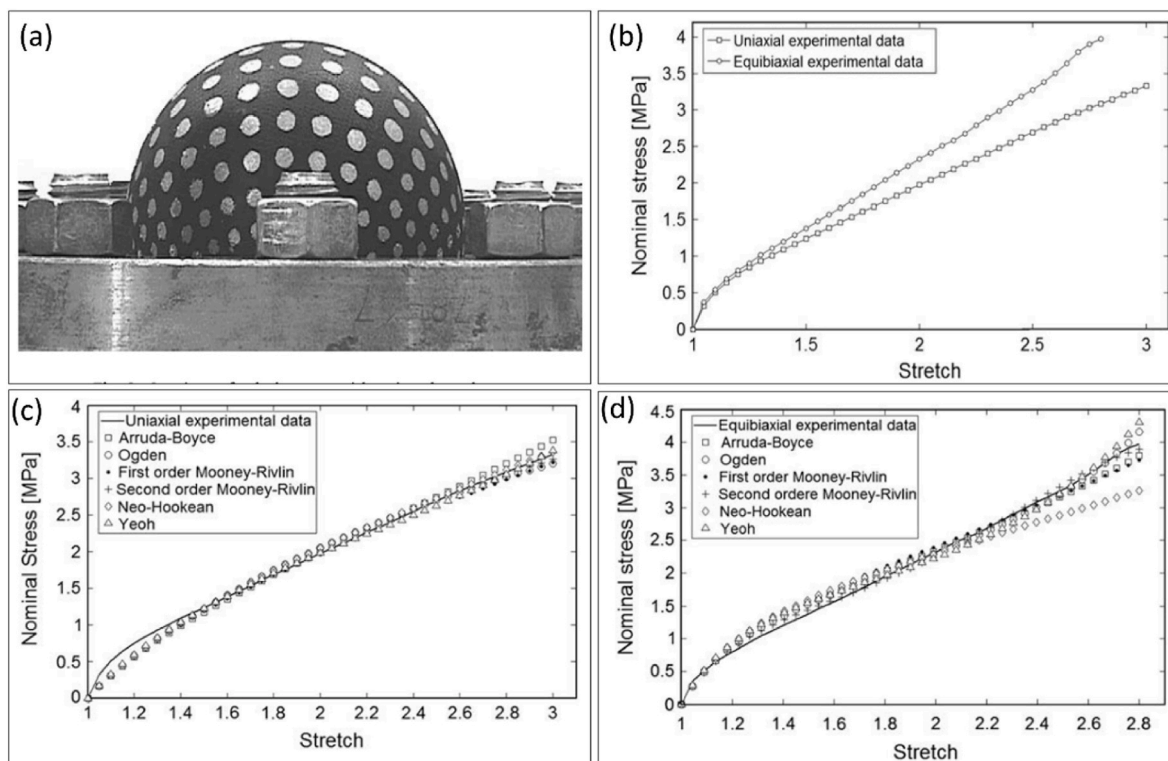 (a)
(b)
Nominal stress [MPa]
4
3.5
3
2.5
2
1.5
1
0.5
0
Uniaxial experimental data
Equibiaxial experimental data
1.5
2
2.5
3
Stretch
(c)
Nominal Stress [MPa]
4
3.5
3
2.5
2
1.5
1
0.5
0
Uniaxial experimental data
Arruda-Boyce
Ogden
First order Mooney-Rivlin
Second order Mooney-Rivlin
Neo-Hookean
Yeoh
1
1.2
1.4
1.6
1.8
2
2.2
2.4
2.6
2.8
3
Stretch
(d)
Nominal stress [MPa]
4.5
4
3.5
3
2.5
2
1.5
1
0.5
0
Equibiaxial experimental data
Arruda-Boyce
Ogden
First order Mooney-Rivlin
Second ordere Mooney-Rivlin
Neo-Hookean
Yeoh
1
1.2
1.4
1.6
1.8
2
2.2
2.4
2.6
2.8
Stretch